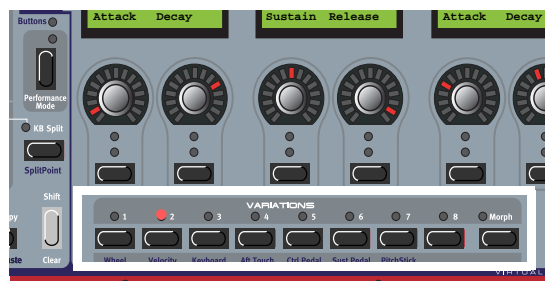 Attack Decay
Sustain Release
Attack Decay
Buttons
Performance
Mode
KB Split
SplitPoint
Shift
Clear
VARIATIONS
1 2 3 4 5 6 7 8 Morph
Wheel Velocity Keyboard Aft Touch Ctrl Pedal Sust Pedal PitchStick
VIRTUAL